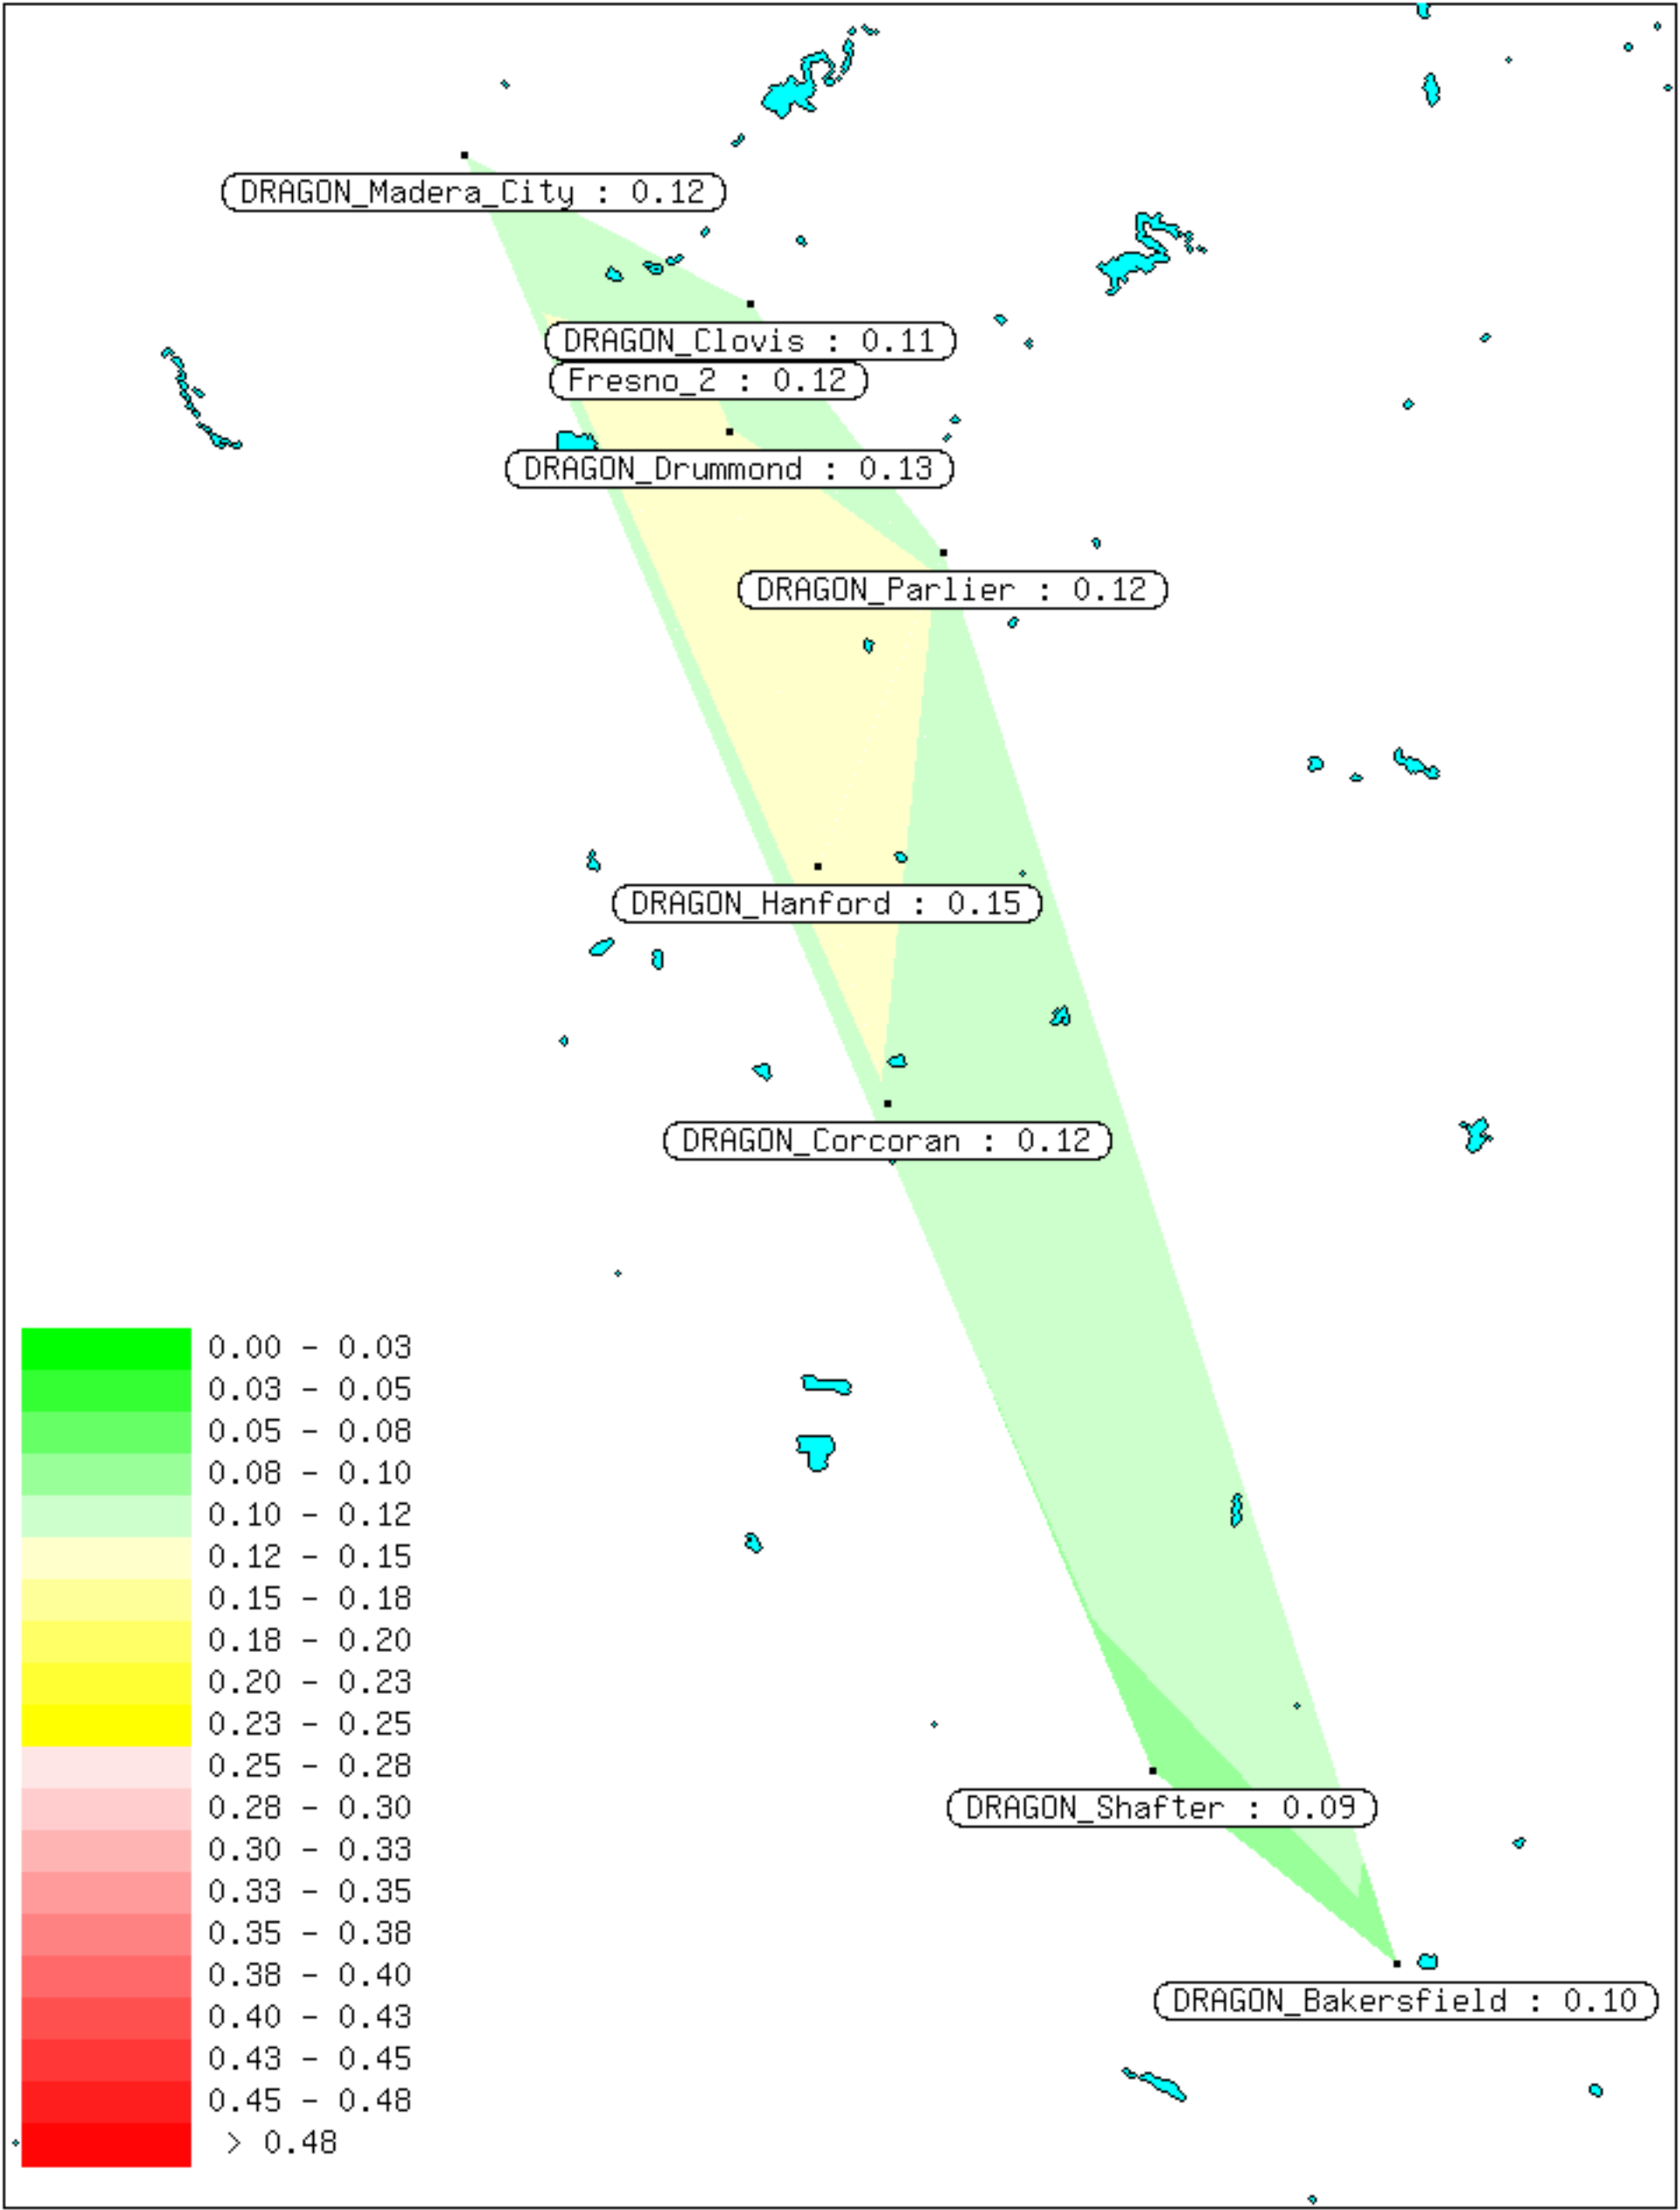 DRAGON_Madera_City : 0.12
DRAGON_Clovis : 0.11
Fresno_2 : 0.12
DRAGON_Drummond : 0.13
DRAGON_Parlier : 0.12
DRAGON_Hanford : 0.15
DRAGON_Corcoran : 0.12
DRAGON_Shafter : 0.09
DRAGON_Bakersfield : 0.10
0.00 - 0.03
0.03 - 0.05
0.05 - 0.08
0.08 - 0.10
0.10 - 0.12
0.12 - 0.15
0.15 - 0.18
0.18 - 0.20
0.20 - 0.23
0.23 - 0.25
0.25 - 0.28
0.28 - 0.30
0.30 - 0.33
0.33 - 0.35
0.35 - 0.38
0.38 - 0.40
0.40 - 0.43
0.43 - 0.45
0.45 - 0.48
> 0.48